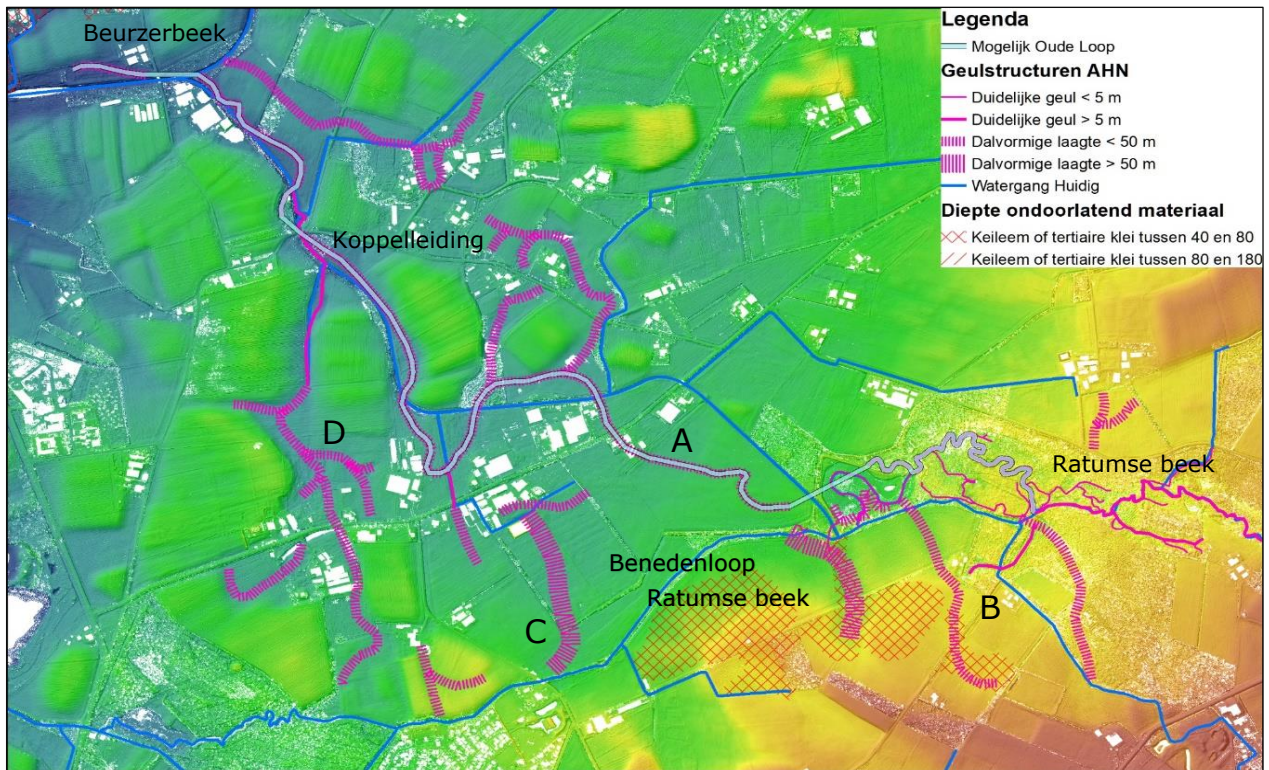 Beurzerbeek
Legenda
Mogelijk Oude Loop
Geulstructuren AHN
Duidelijke geul < 5 m
Duidelijke geul > 5 m
Dalvormige laagte < 50 m
Dalvormige laagte > 50 m
Watergang Huidig
Diepte ondoorlatend materiaal
Keileem of tertiaire klei tussen 40 en 80
Keileem of tertiaire klei tussen 80 en 180
Koppelleiding
D
A
Ratumse beek
Benedenloop
Ratumse beek
B
C